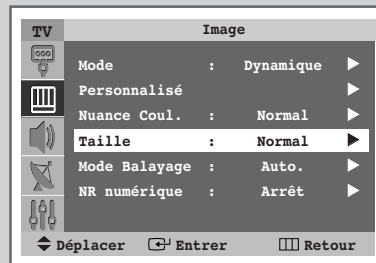 TV Image
Mode : Dynamique
Personnalisé
Nuance Coul. : Normal
Taille : Normal
Mode Balayage : Auto.
NR numérique : Arrêt
Déplacer Entrer Retour